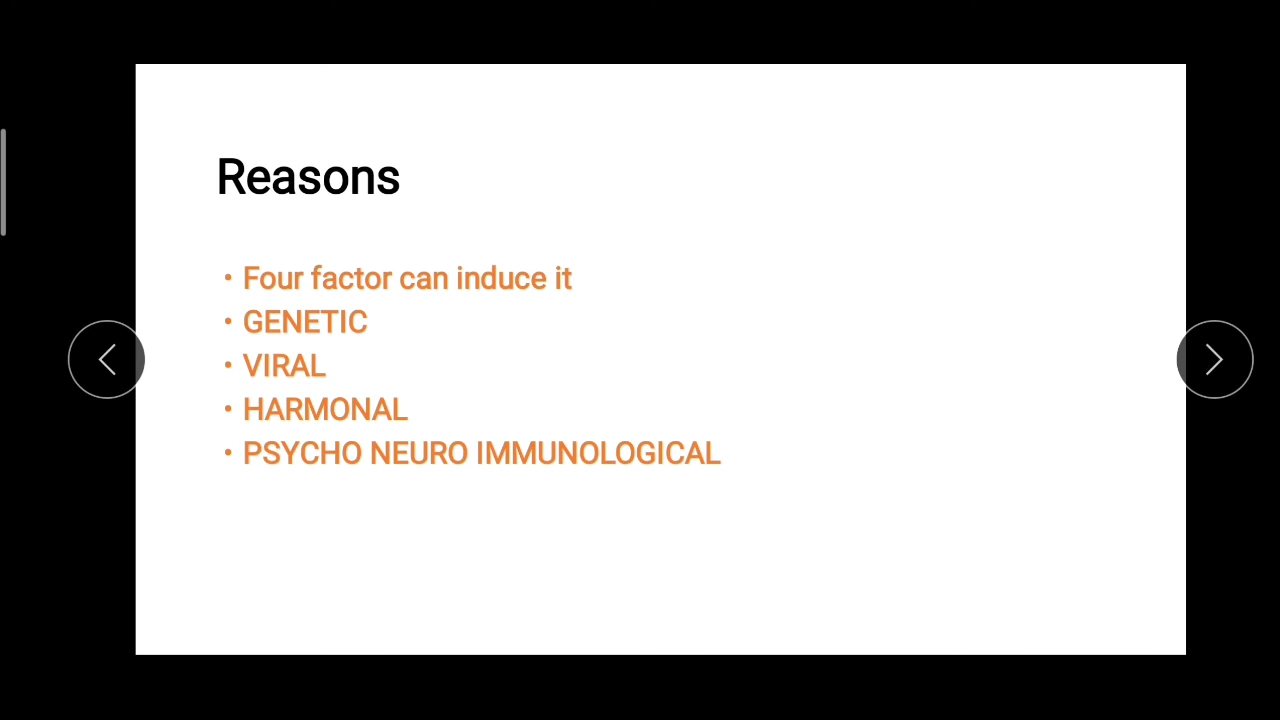 Reasons
• Four factor can induce it
• GENETIC
• VIRAL
• HARMONAL
• PSYCHO NEURO IMMUNOLOGICAL